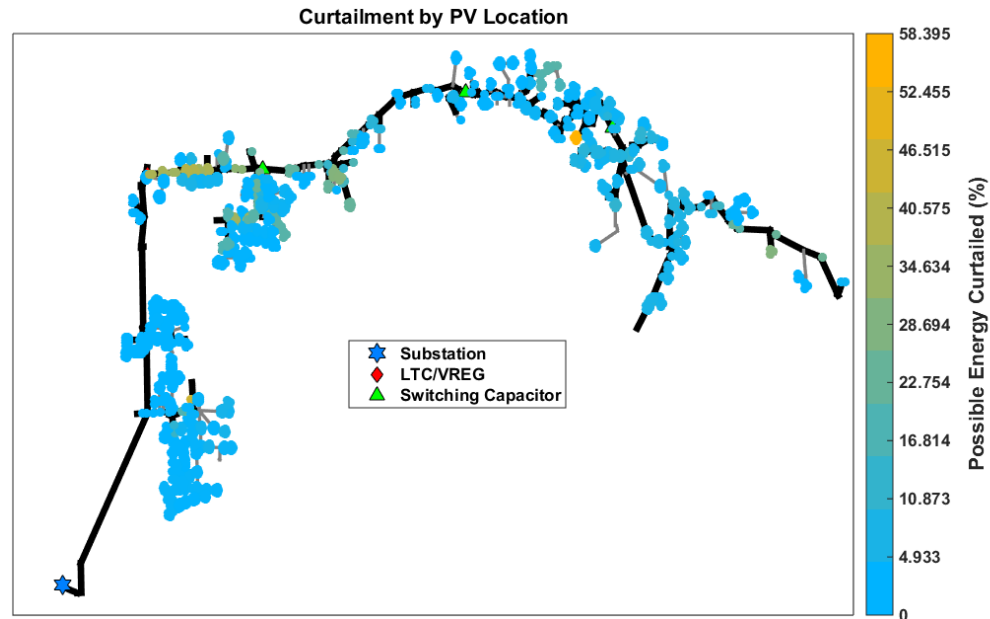 Curtailment by PV Location
58.395
52.455
46.515
40.575
34.634
28.694
22.754
16.814
10.873
4.933
0
Possible Energy Curtailed (%)
Substation
LTC/VREG
Switching Capacitor